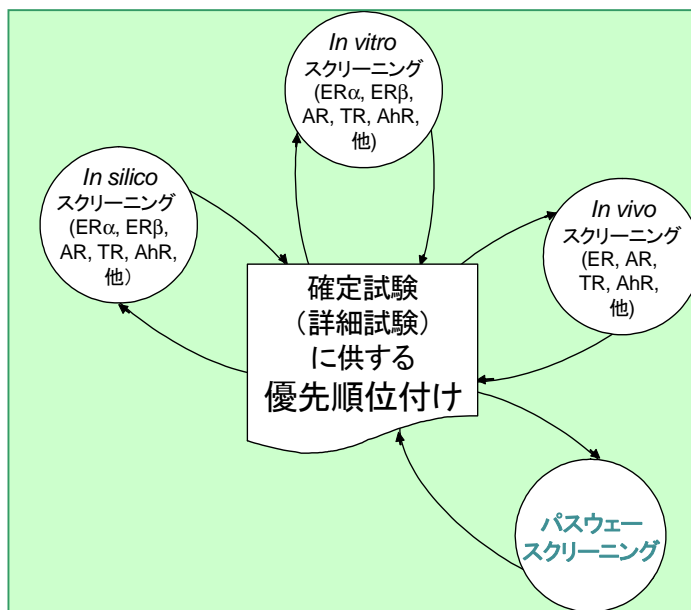 In vitro
スクリーニング
(ERα, ERβ,
AR, TR, AhR,
他)
In silico
スクリーニング
(ERα, ERβ,
AR, TR, AhR,
他）
In vivo
スクリーニング
(ER, AR,
TR, AhR,
他)
確定試験
（詳細試験）
に供する
優先順位付け
パスウェー
スクリーニング